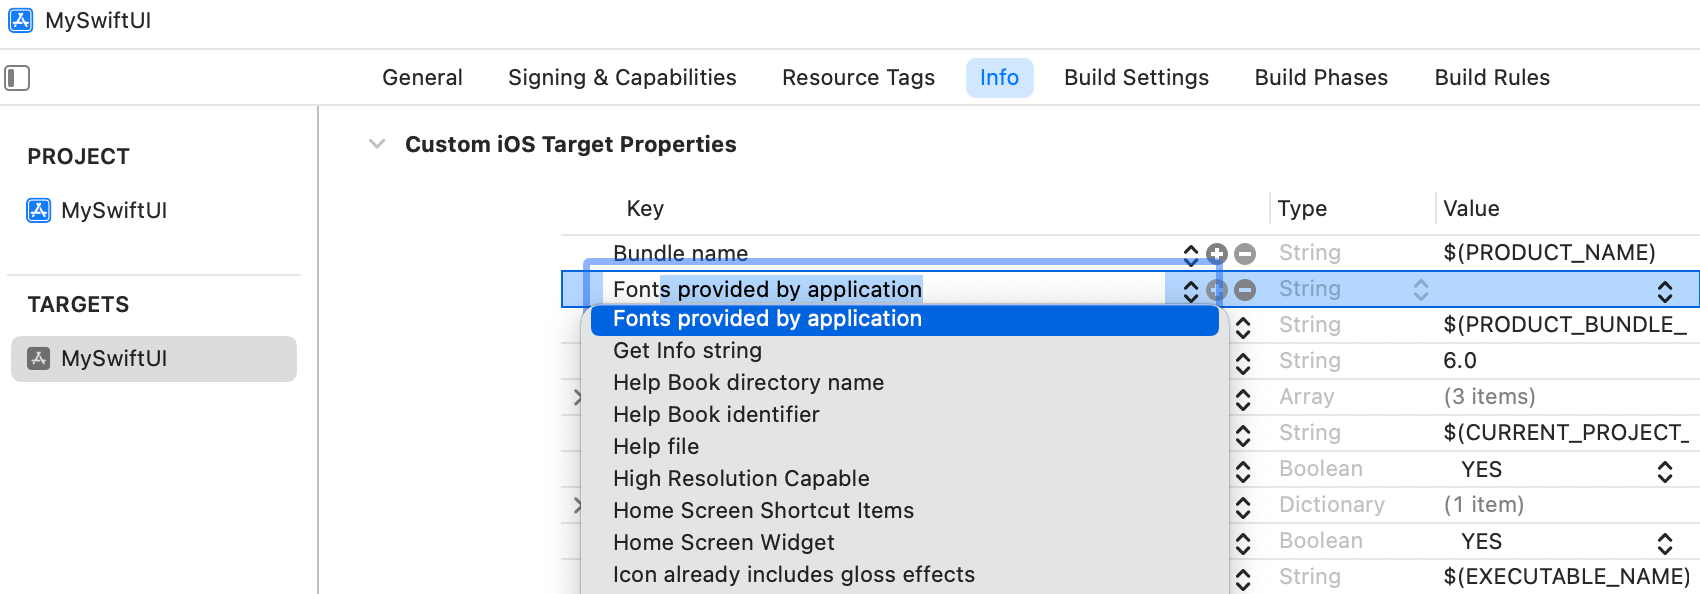 MySwiftUI
General Signing & Capabilities Resource Tags Info Build Settings Build Phases Build Rules
PROJECT
MySwiftUI
TARGETS
MySwiftUI
Custom iOS Target Properties
Key Type Value
Bundle name String $(PRODUCT_NAME)
Fonts provided by application String
Fonts provided by application
String $(PRODUCT_BUNDLE_
Get Info string
String 6.0
Help Book directory name
Array (3 items)
Help Book identifier
String $(CURRENT_PROJECT_
Help file
Boolean YES
High Resolution Capable
Dictionary (1 item)
Home Screen Shortcut Items
Boolean YES
Home Screen Widget
String $(EXECUTABLE_NAME)
Icon already includes gloss effects